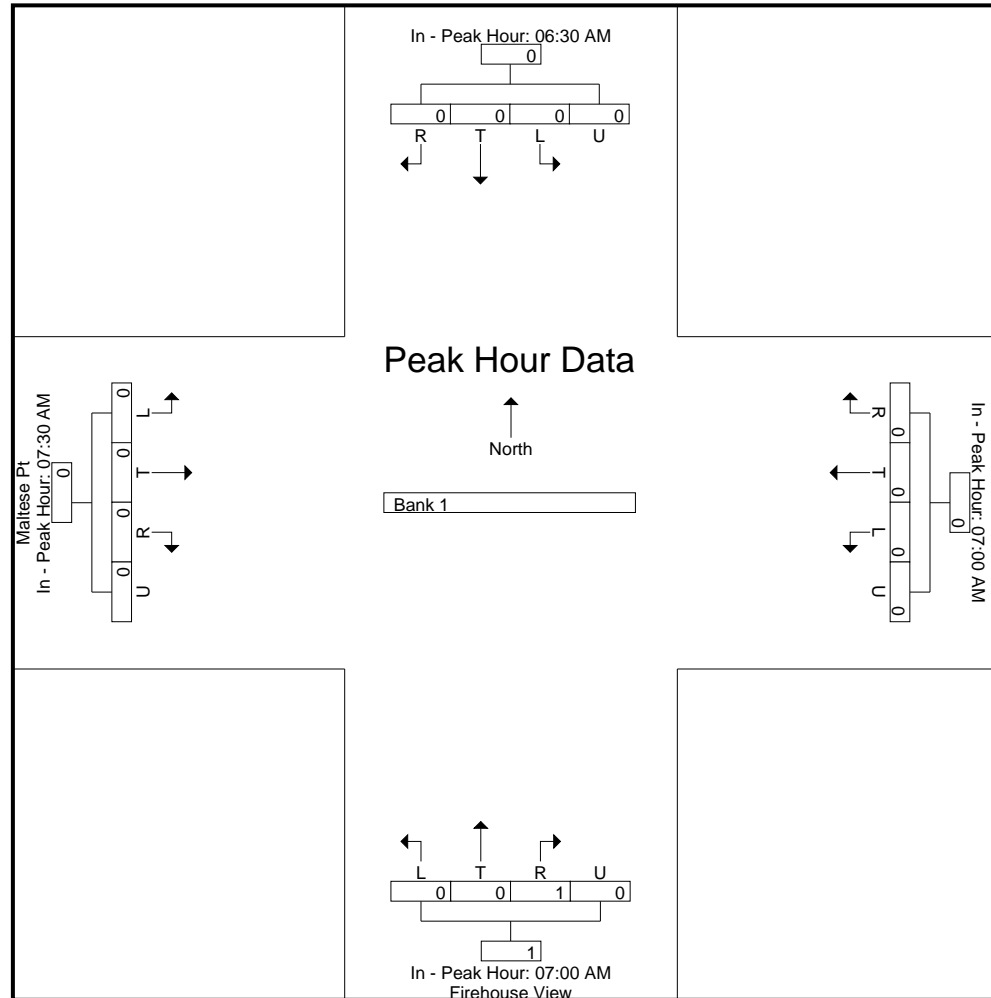 In - Peak Hour: 06:30 AM
0
0 0 0 0
R T L U
Peak Hour Data
North
Bank 1
Maltese Pt
In - Peak Hour: 07:30 AM
0
0 0 0 0
L T R U
R T L U
0 0 0 0
0
In - Peak Hour: 07:00 AM
L T R U
0 0 1 0
1
In - Peak Hour: 07:00 AM
Firehouse View